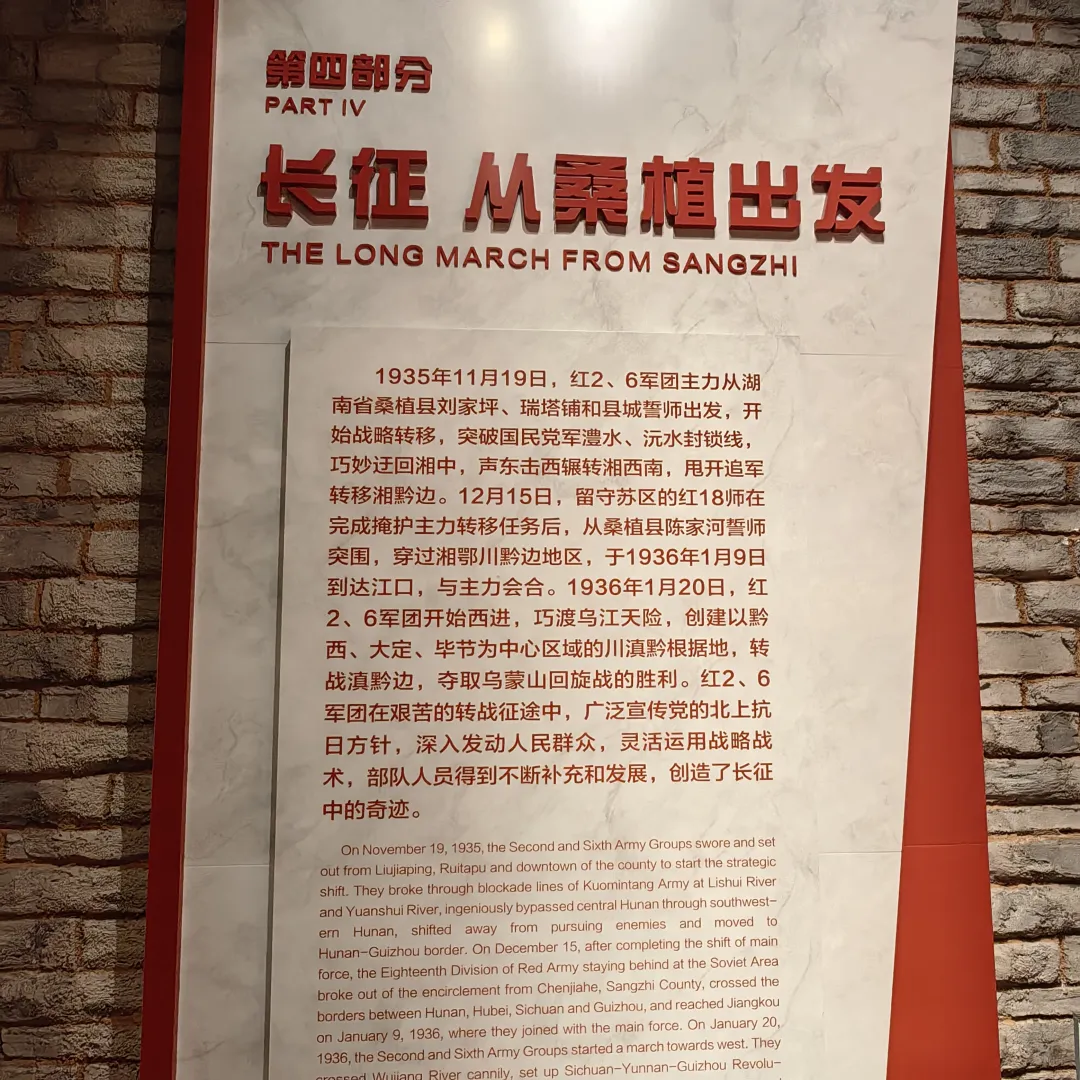 第四部分
PART IV
长征 从桑植出发
THE LONG MARCH FROM SANGZHI
1935年11月19日，红2、6军团主力从湖
南省桑植县刘家坪、瑞塔铺和县城誓师出发，开
始战略转移，突破国民党军澧水、沅水封锁线，
巧妙迂回湘中，声东击西辗转湘西南，甩开追军
转移湘黔边。12月15日，留守苏区的红18师在
完成掩护主力转移任务后，从桑植县陈家河誓师
突围，穿过湘鄂川黔边地区，于1936年1月9日
到达江口，与主力会合。1936年1月20日，红
2、6军团开始西进，巧渡乌江天险，创建以黔
西、大定、毕节为中心区域的川滇黔根据地，转
战滇黔边，夺取乌蒙山回旋战的胜利。红2、6
军团在艰苦的转战征途中，广泛宣传党的北上抗
日方针，深入发动人民群众，灵活运用战略战
术，部队人员得到不断补充和发展，创造了长征
中的奇迹。
On November 19, 1935, the Second and Sixth Army Groups swore and set
out from Liujiaping, Ruitapu and downtown of the county to start the strategic
shift. They broke through blockade lines of Kuomintang Army at Lishui River
and Yuanshui River, ingeniously bypassed central Hunan through southwest-
ern Hunan, shifted away from pursuing enemies and moved to
Hunan-Guizhou border. On December 15, after completing the shift of main
force, the Eighteenth Division of Red Army staying behind at the Soviet Area
broke out of the encirclement from Chenjiahe, Sangzhi County, crossed the
borders between Hunan, Hubei, Sichuan and Guizhou, and reached Jiangkou
on January 9, 1936, where they joined with the main force. On January 20,
1936, the Second and Sixth Army Groups started a march towards west. They
crossed Wujiang River cannily, set up Sichuan-Yunnan-Guizhou Revolu-